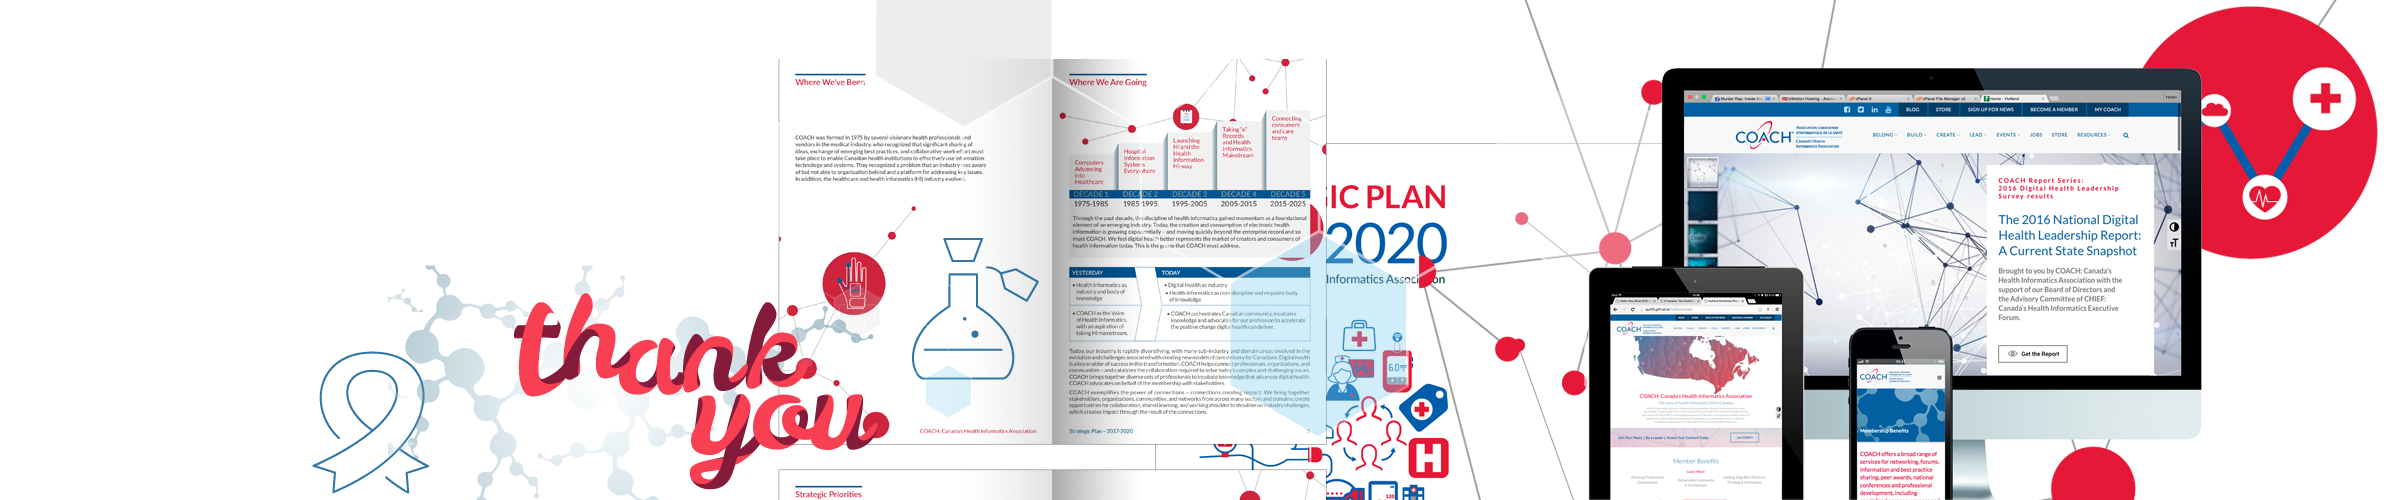 thank
you
Where We've Been
COACH was formed in 1975 by several visionary health professionals and
vendors in the medical industry, who recognized that significant sharing of
ideas, exchange of emerging best practices, and collaborative work effort must
take place to enable Canadian health institutions to effectively use information
technology and systems. They recognized a problem that an industry was aware
of but not able to organization behind and a platform for addressing key issues.
In addition, the healthcare and health informatics (HI) industry evolved.
COACH: Canada's Health Informatics Association
Where We Are Going
Computers
Advancing
into
Healthcare
Hospital
Information
Systems
Everywhere
Launching
HI and the
Health
Information
HI-way
Taking "e"
Records
and Health
Informatics
Mainstream
Connecting
consumers
and care
teams
DECADE 1
DECADE 2
DECADE 3
DECADE 4
DECADE 5
1975-1985
1985-1995
1995-2005
2005-2015
2015-2025
Through the past decade, the discipline of health informatics gained momentum as a foundational
element of an emerging industry. Today, the creation and consumption of electronic health
information is growing exponentially – and moving quickly beyond the enterprise record and so
must COACH. We feel digital health better represents the market of creators and consumers of
health information today. This is the growth that COACH must address.
YESTERDAY
• Health Informatics as
industry and body of
knowledge
• COACH as the Voice
of Health Informatics,
with an aspiration of
taking HI mainstream.
TODAY
• Digital Health as industry
• Health Informatics as core discipline and requisite body
of knowledge
• COACH orchestrates Canadian community, incubates
knowledge and advocates for our profession to accelerate
the positive change digital health can deliver.
Today, our industry is rapidly diversifying, with many sub-industry and domain areas involved in the
evolution and challenges associated with creating new models of care delivery for Canadians. Digital health
is a key enabler of success in this transformation. COACH helps connect professionals, organizations, and
communities – and catalyzes the collaboration required to solve today's complex and challenging issues.
COACH brings together diverse sets of professionals to incubate knowledge that advances digital health.
COACH advocates on behalf of the membership with stakeholders.
COACH exemplifies the power of connections – connections creating impact. We bring together
stakeholders, organizations, communities, and networks from across many sectors and domains; create
opportunities for collaboration, shared learning, and working shoulder to shoulder on industry challenges,
which creates impact through the result of the connections.
Strategic Plan – 2017-2020
5
Strategic Priorities
GIC PLAN
2020
Informatics Association
6.0
H
120
BLOG
STORE
SIGN UP FOR NEWS
BECOME A MEMBER
MY COACH
COACH
ASSOCIATION CANADIENNE
D'INFORMATIQUE DE LA SANTÉ
CANADA'S HEALTH
INFORMATICS ASSOCIATION
BELONG
BUILD
CREATE
LEAD
EVENTS
JOBS
STORE
RESOURCES
COACH Report Series:
2016 Digital Health Leadership
Survey results
The 2016 National Digital
Health Leadership Report:
A Current State Snapshot
Brought to you by COACH: Canada's
Health Informatics Association with the
support of our Board of Directors and
the Advisory Committee of CHIEF:
Canada's Health Informatics Executive
Forum.
Get the Report
COACH
COACH: Canada's Health Informatics Association
The voice of health informatics in Canada
Join Our Many | Be a Leader | Reveal Your Content Today
Member Benefits
Learn More
COACH
Membership Benefits
COACH offers a broad range of
services for networking, forums,
information and best practice
sharing, peer awards, national
conferences and professional
development, including